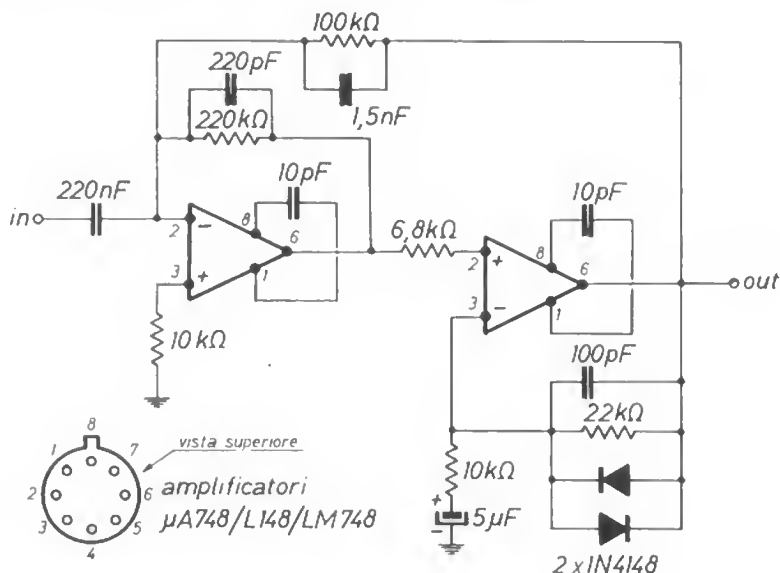 100kΩ
220pF
1,5nF
220kΩ
in
220nF
10pF
8
2
-
6
3
+
1
6,8kΩ
10kΩ
10pF
8
2
+
6
3
-
1
out
100pF
22kΩ
10kΩ
+
5µF
-
2x1N4148
8
1
7
2
6
3
5
4
vista superiore
amplificatori
µA748/L148/LM748